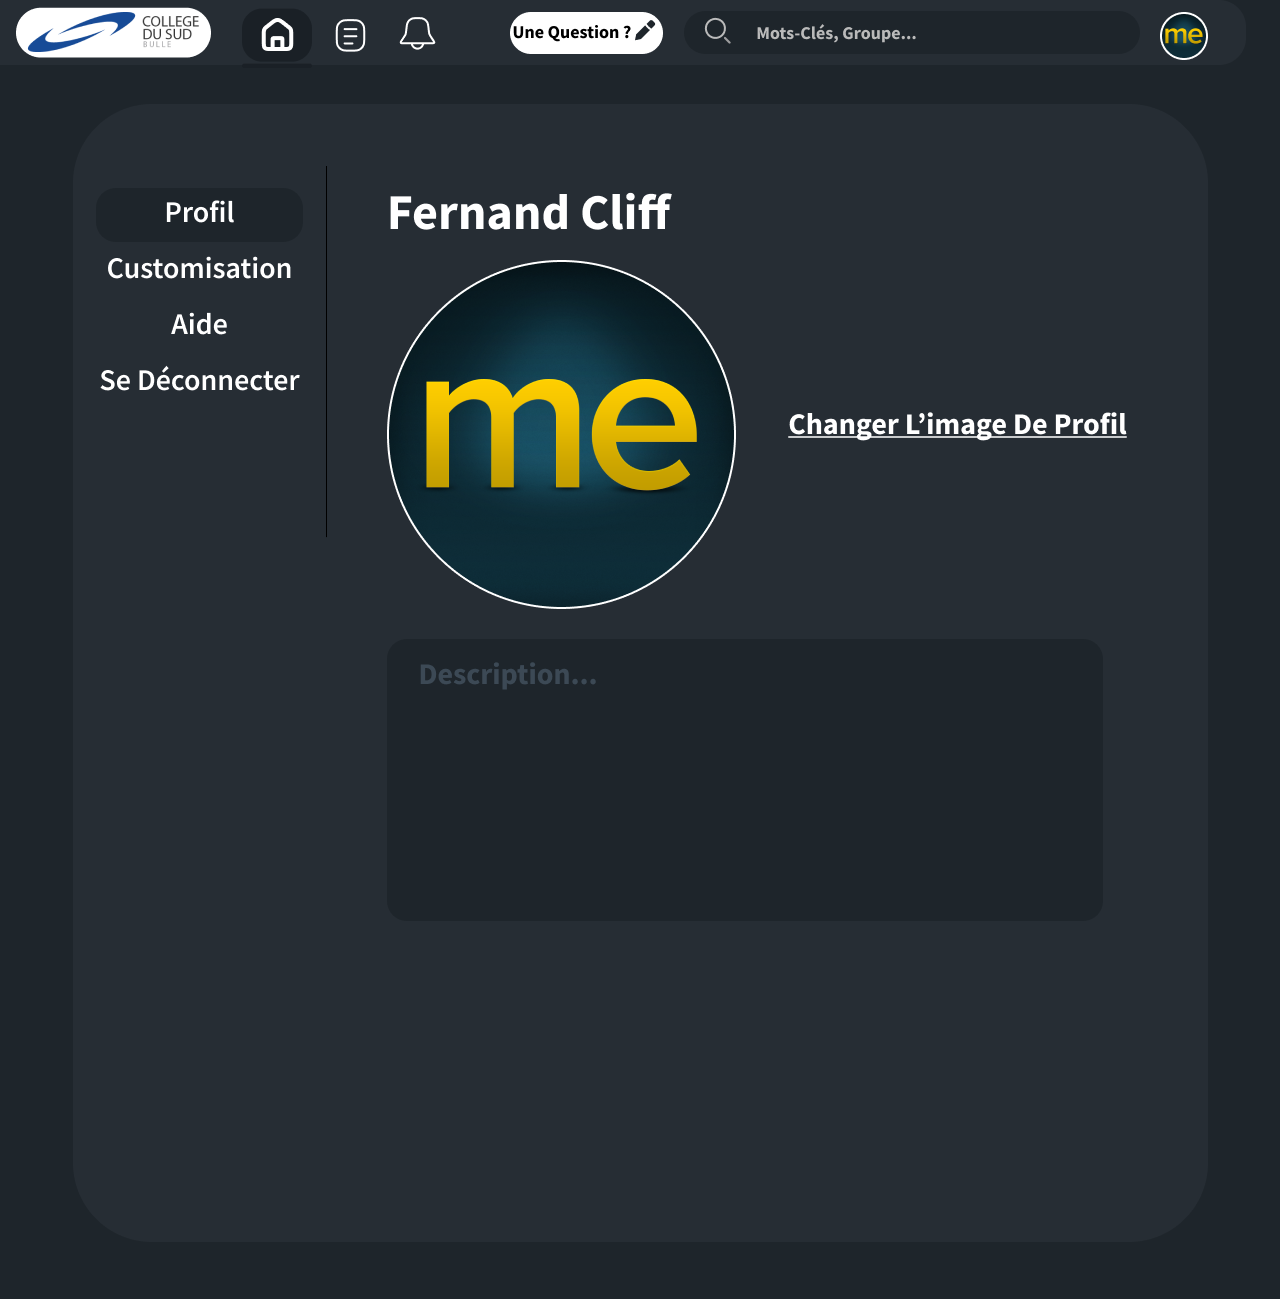 COLLEGE
DU SUD
BULLE
Une Question ?
Mots-Clés, Groupe...
me
Profil
Customisation
Aide
Se Déconnecter
Fernand Cliff
me
Changer L’image De Profil
Description...